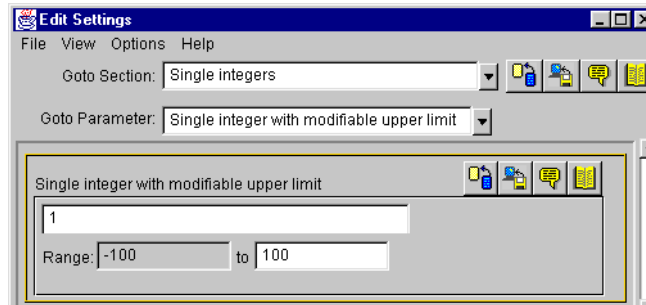 Edit Settings
File View Options Help
Goto Section: Single integers
Goto Parameter: Single integer with modifiable upper limit
Single integer with modifiable upper limit
1
Range: -100 to 100